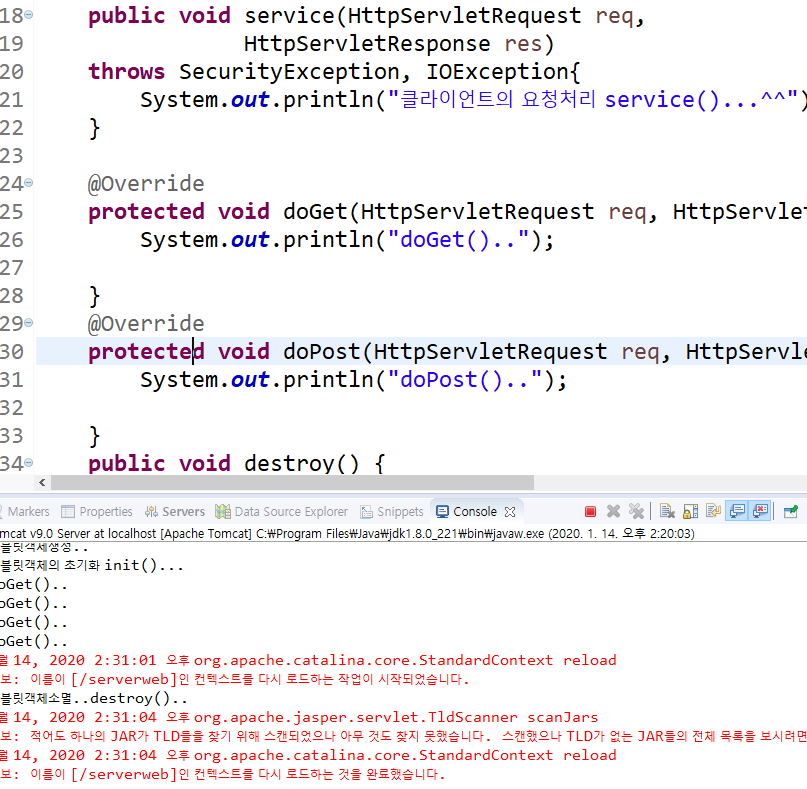 18 public void service(HttpServletRequest req,
19 HttpServletResponse res)
20 throws SecurityException, IOException{
21 System.out.println("클라이언트의 요청처리 service()...^^")
22 }
23
24 @Override
25 protected void doGet(HttpServletRequest req, HttpServlet
26 System.out.println("doGet()..");
27
28 }
29 @Override
30 protected void doPost(HttpServletRequest req, HttpServle
31 System.out.println("doPost()..");
32
33 }
34 public void destroy() {
Markers Properties Servers Data Source Explorer Snippets Console
omcat v9.0 Server at localhost [Apache Tomcat] C:₩Program Files₩Java₩jdk1.8.0_221₩bin₩javaw.exe (2020. 1. 14. 오후 2:20:03)
블릿객체생성..
블릿객체의 초기화 init()...
oGet()..
oGet()..
oGet()..
oGet()..
월 14, 2020 2:31:01 오후 org.apache.catalina.core.StandardContext reload
보: 이름이 [/serverweb]인 컨텍스트를 다시 로드하는 작업이 시작되었습니다.
블릿객체소멸..destroy()..
월 14, 2020 2:31:04 오후 org.apache.jasper.servlet.TldScanner scanJars
보: 적어도 하나의 JAR가 TLD들을 찾기 위해 스캔되었으나 아무 것도 찾지 못했습니다. 스캔했으나 TLD가 없는 JAR들의 전체 목록을 보시려면
월 14, 2020 2:31:04 오후 org.apache.catalina.core.StandardContext reload
보: 이름이 [/serverweb]인 컨텍스트를 다시 로드하는 것을 완료했습니다.